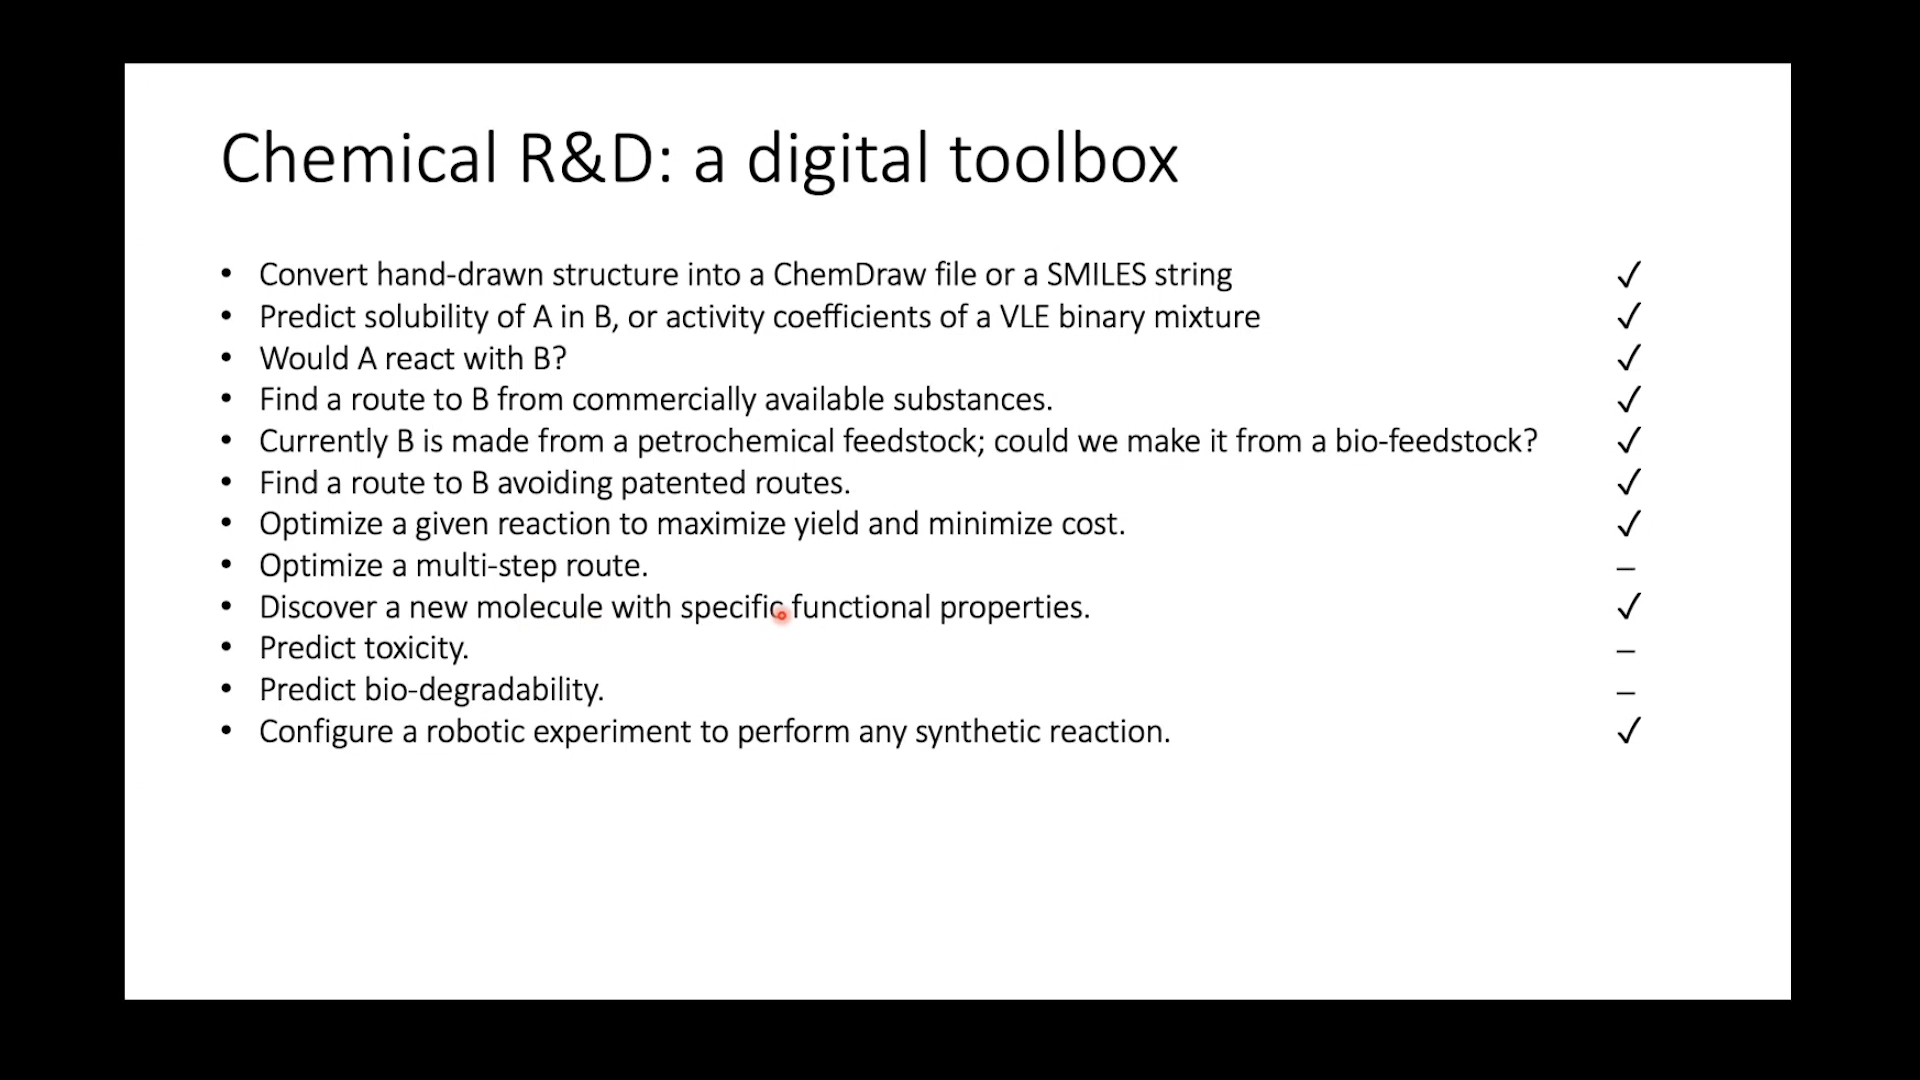 Chemical R&D: a digital toolbox
• Convert hand-drawn structure into a ChemDraw file or a SMILES string ✓
• Predict solubility of A in B, or activity coefficients of a VLE binary mixture ✓
• Would A react with B? ✓
• Find a route to B from commercially available substances. ✓
• Currently B is made from a petrochemical feedstock; could we make it from a bio-feedstock? ✓
• Find a route to B avoiding patented routes. ✓
• Optimize a given reaction to maximize yield and minimize cost. ✓
• Optimize a multi-step route. –
• Discover a new molecule with specific functional properties. ✓
• Predict toxicity. –
• Predict bio-degradability. –
• Configure a robotic experiment to perform any synthetic reaction. ✓